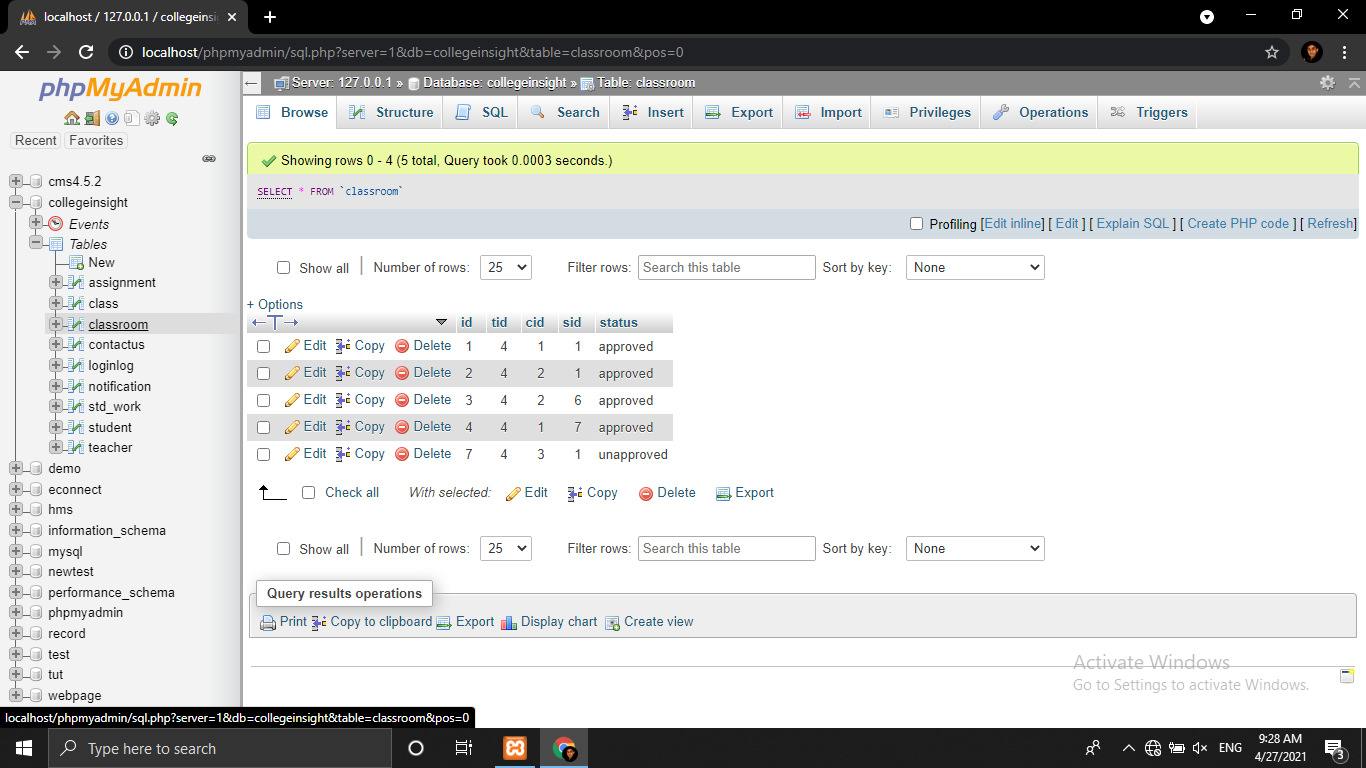 localhost / 127.0.0.1 / collegeinsi
localhost/phpmyadmin/sql.php?server=1&db=collegeinsight&table=classroom&pos=0
phpMyAdmin
Recent Favorites
cms4.5.2
collegeinsight
Events
Tables
New
assignment
class
classroom
contactus
loginlog
notification
std_work
student
teacher
demo
econnect
hms
information_schema
mysql
newtest
performance_schema
phpmyadmin
record
test
tut
webpage
localhost/phpmyadmin/sql.php?server=1&db=collegeinsight&table=classroom&pos=0
Server: 127.0.0.1 » Database: collegeinsight » Table: classroom
Browse Structure SQL Search Insert Export Import Privileges Operations Triggers
Showing rows 0 - 4 (5 total, Query took 0.0003 seconds.)
SELECT * FROM `classroom`
Profiling [Edit inline] [ Edit ] [ Explain SQL ] [ Create PHP code ] [ Refresh]
Show all | Number of rows: 25 Filter rows: Search this table Sort by key: None
+ Options
←T→ id tid cid sid status
Edit Copy Delete 1 4 1 1 approved
Edit Copy Delete 2 4 2 1 approved
Edit Copy Delete 3 4 2 6 approved
Edit Copy Delete 4 4 1 7 approved
Edit Copy Delete 7 4 3 1 unapproved
Check all With selected: Edit Copy Delete Export
Show all | Number of rows: 25 Filter rows: Search this table Sort by key: None
Query results operations
Print Copy to clipboard Export Display chart Create view
Activate Windows
Go to Settings to activate Windows.
Type here to search
ENG
9:28 AM
4/27/2021
3